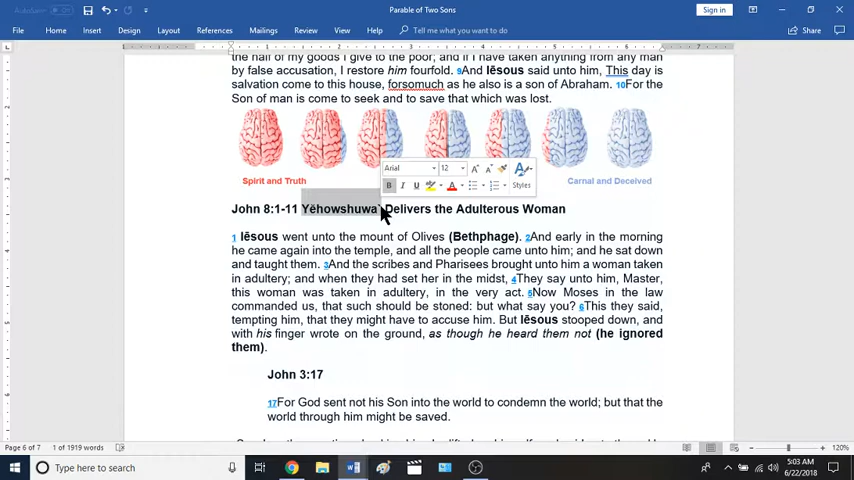 AutoSave
Parable of Two Sons
Sign in
File Home Insert Design Layout References Mailings Review View Help Tell me what you want to do Share
the half of my goods I give to the poor; and if I have taken anything from any man
by false accusation, I restore him fourfold. 9And Iēsous said unto him, This day is
salvation come to this house, forsomuch as he also is a son of Abraham. 10For the
Son of man is come to seek and to save that which was lost.
Arial 12
Spirit and Truth
Carnal and Deceived
B I U A Styles
John 8:1-11 Yĕhowshuwa` Delivers the Adulterous Woman
1 Iēsous went unto the mount of Olives (Bethphage). 2And early in the morning
he came again into the temple, and all the people came unto him; and he sat down
and taught them. 3And the scribes and Pharisees brought unto him a woman taken
in adultery; and when they had set her in the midst, 4They say unto him, Master,
this woman was taken in adultery, in the very act. 5Now Moses in the law
commanded us, that such should be stoned: but what say you? 6This they said,
tempting him, that they might have to accuse him. But Iēsous stooped down, and
with his finger wrote on the ground, as though he heard them not (he ignored
them).
John 3:17
17For God sent not his Son into the world to condemn the world; but that the
world through him might be saved.
Page 6 of 7 1 of 1919 words 120%
Type here to search
5:03 AM
6/22/2018